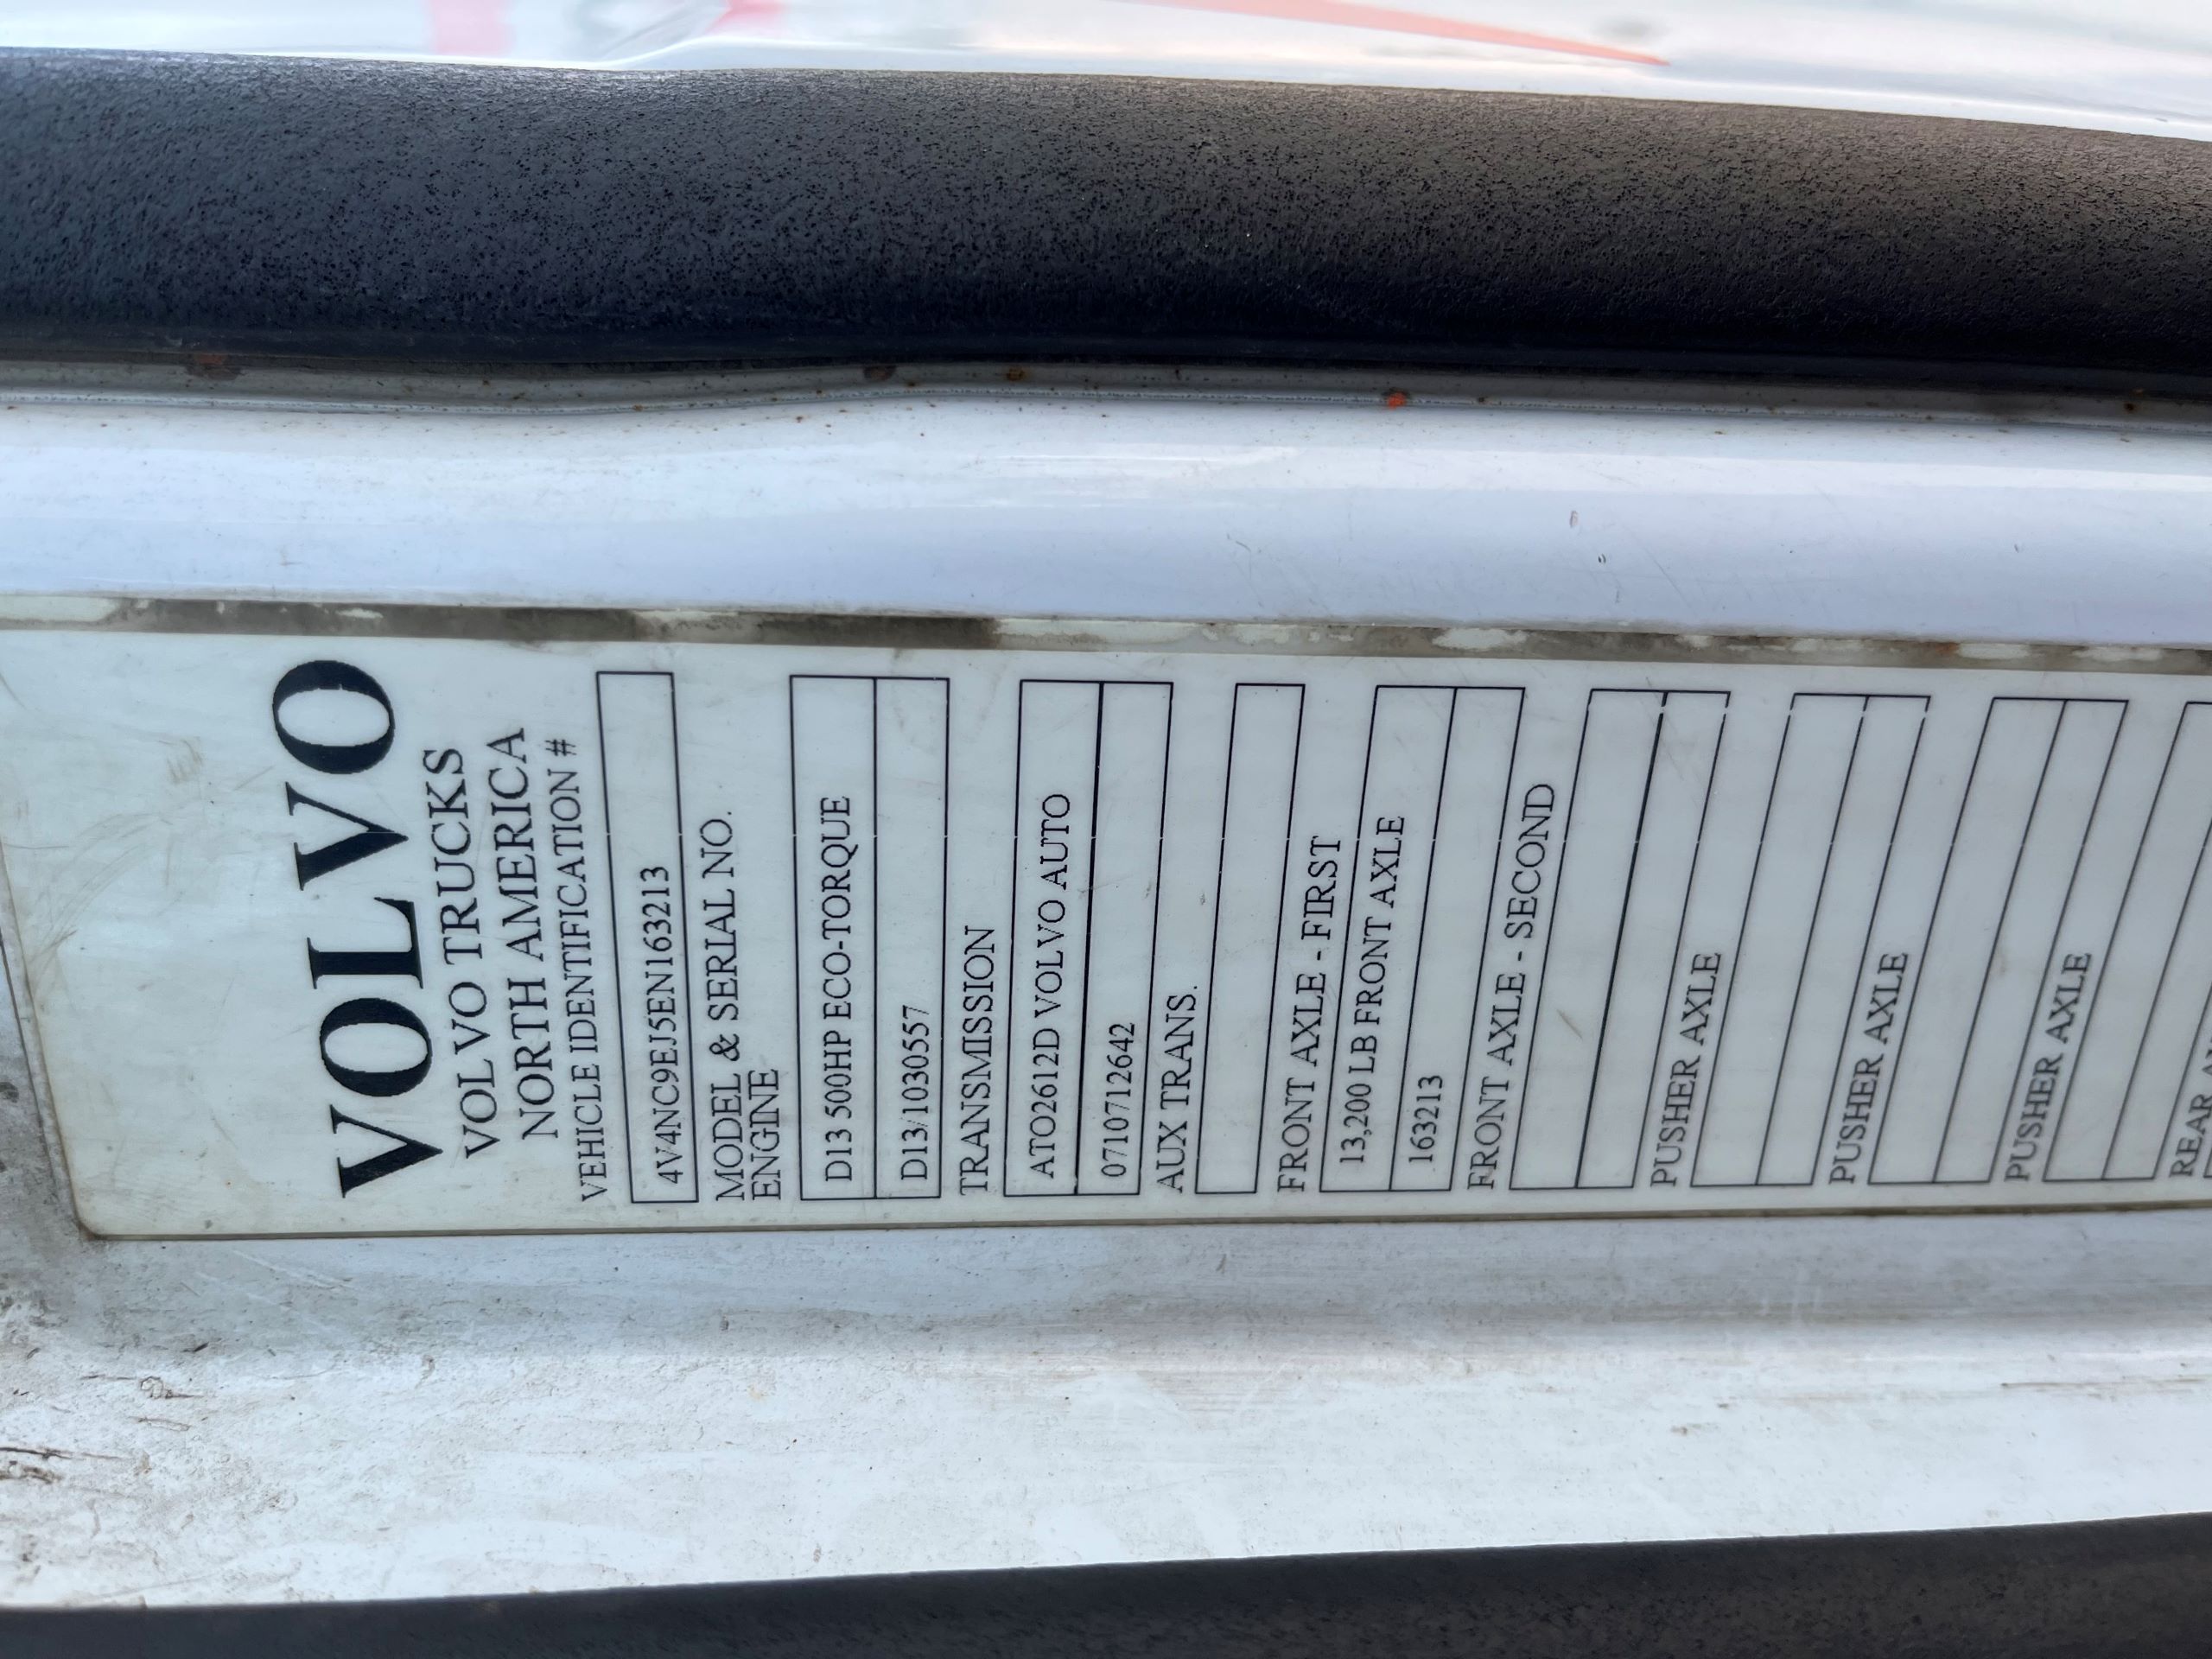 VOLVO
VOLVO TRUCKS
NORTH AMERICA
VEHICLE IDENTIFICATION #
4V4NC9EJ5EN163213
MODEL & SERIAL NO.
ENGINE
D13 500HP ECO-TORQUE
D13/1030557
TRANSMISSION
ATO2612D VOLVO AUTO
0710712642
AUX TRANS.
FRONT AXLE - FIRST
13,200 LB FRONT AXLE
163213
FRONT AXLE - SECOND
PUSHER AXLE
PUSHER AXLE
PUSHER AXLE
REAR